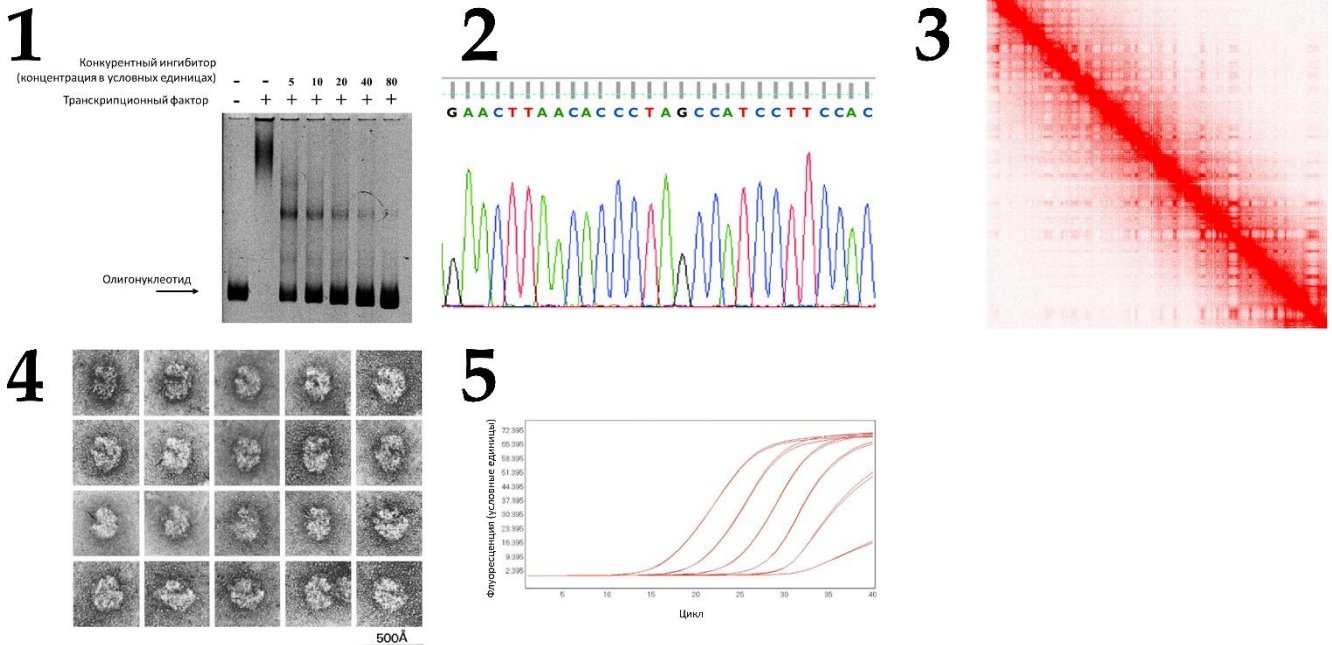 1
Конкурентный ингибитор
(концентрация в условных единицах)
- - 5 10 20 40 80
Транскрипционный фактор
- + + + + + +
Олигонуклеотид
2
G A A C T T A A C A C C C T A G C C A T C C T T C C A C
3
4
500Å
5
Флуоресценция (условные единицы)
72.395
65.395
58.395
51.395
44.395
37.395
30.395
23.395
16.395
9.395
2.395
5 10 15 20 25 30 35 40
Цикл